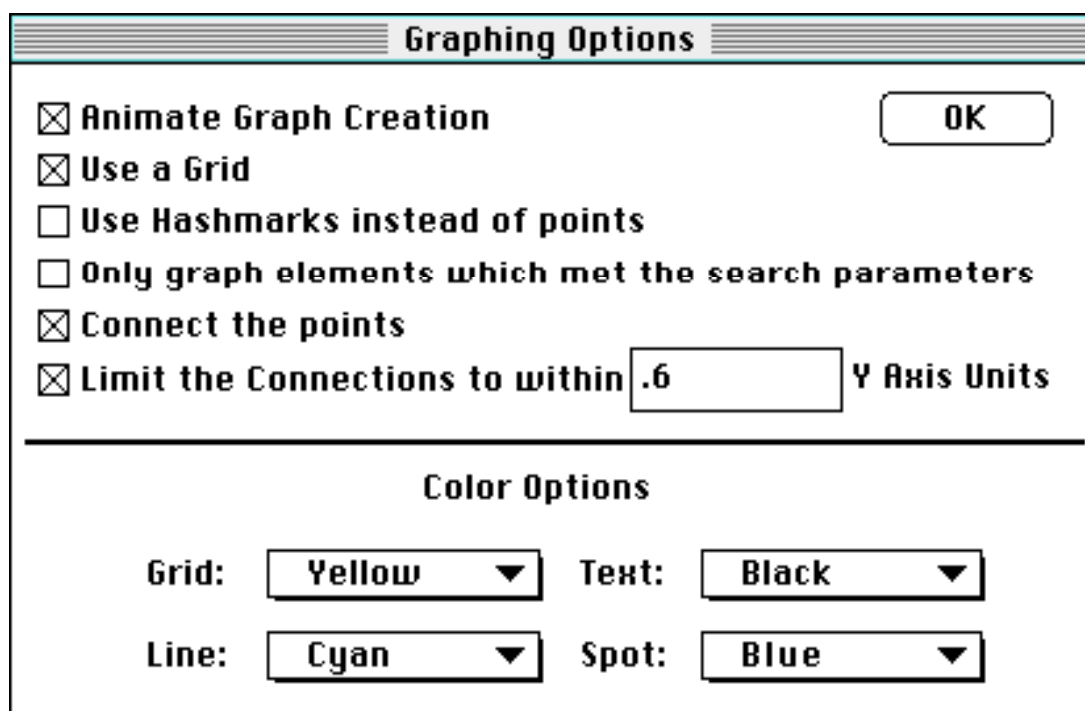 Graphing Options
Animate Graph Creation
OK
Use a Grid
Use Hashmarks instead of points
Only graph elements which met the search parameters
Connect the points
Limit the Connections to within .6 Y Axis Units
Color Options
Grid: Yellow Text: Black
Line: Cyan Spot: Blue